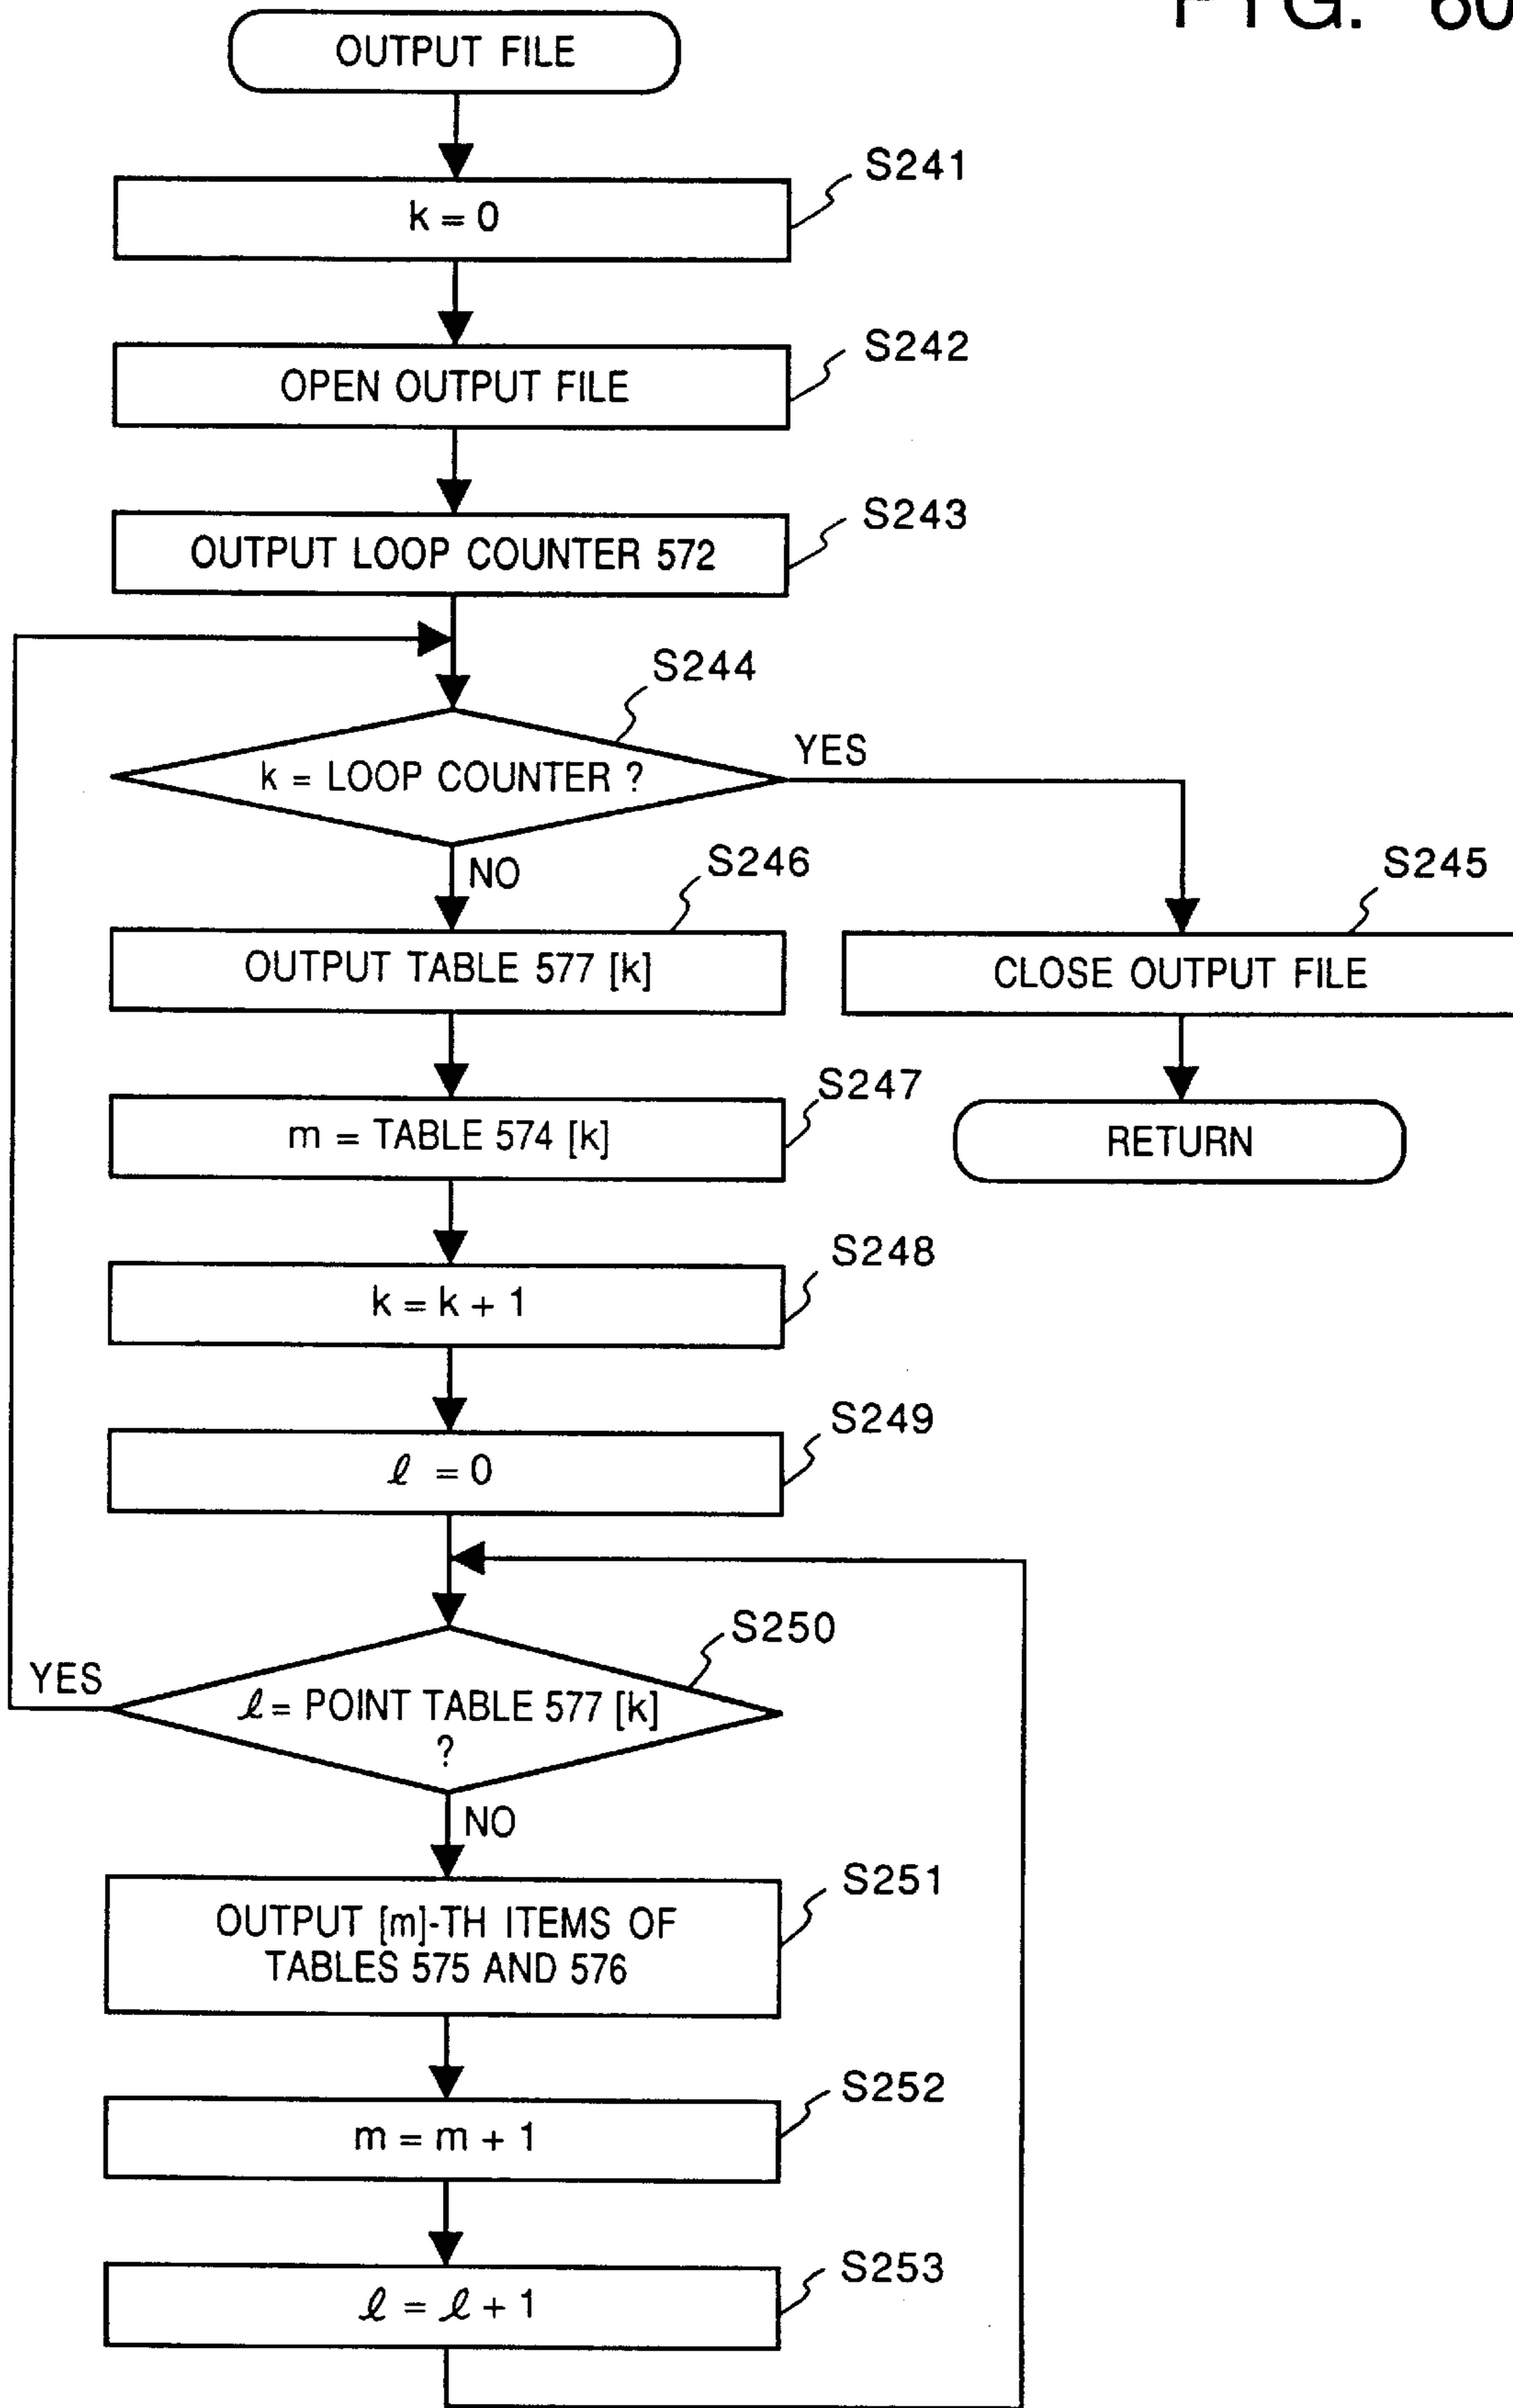 FIG. 60
OUTPUT FILE
S241
k = 0
S242
OPEN OUTPUT FILE
S243
OUTPUT LOOP COUNTER 572
S244
k = LOOP COUNTER ?
YES
NO
S246
OUTPUT TABLE 577 [k]
S245
CLOSE OUTPUT FILE
S247
m = TABLE 574 [k]
RETURN
S248
k = k + 1
S249
ℓ = 0
S250
YES
ℓ = POINT TABLE 577 [k]
?
NO
S251
OUTPUT [m]-TH ITEMS OF
TABLES 575 AND 576
S252
m = m + 1
S253
ℓ = ℓ + 1